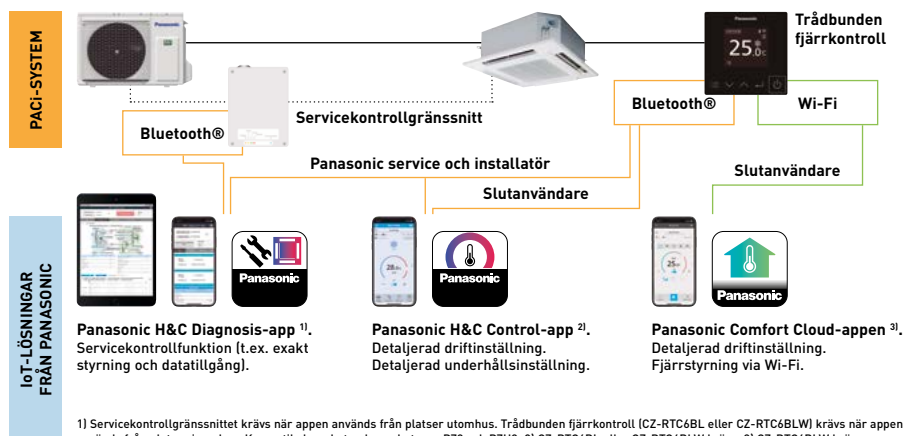 PACi-SYSTEM
Panasonic
Panasonic
25.0°C
Trådbunden
fjärrkontroll
Bluetooth®
Servicekontrollgränssnitt
Bluetooth®
Wi-Fi
Panasonic service och installatör
Slutanvändare
Slutanvändare
IoT-LÖSNINGAR
FRÅN PANASONIC
Panasonic
Panasonic
Panasonic
Panasonic H&C Diagnosis-app 1).
Servicekontrollfunktion (t.ex. exakt
styrning och datatillgång).
Panasonic H&C Control-app 2).
Detaljerad driftinställning.
Detaljerad underhållsinställning.
Panasonic Comfort Cloud-appen 3).
Detaljerad driftinställning.
Fjärrstyrning via Wi-Fi.
1) Servicekontrollgränssnittet krävs när appen används från platser utomhus. Trådbunden fjärrkontroll (CZ-RTC6BL eller CZ-RTC6BLW) krävs när appen